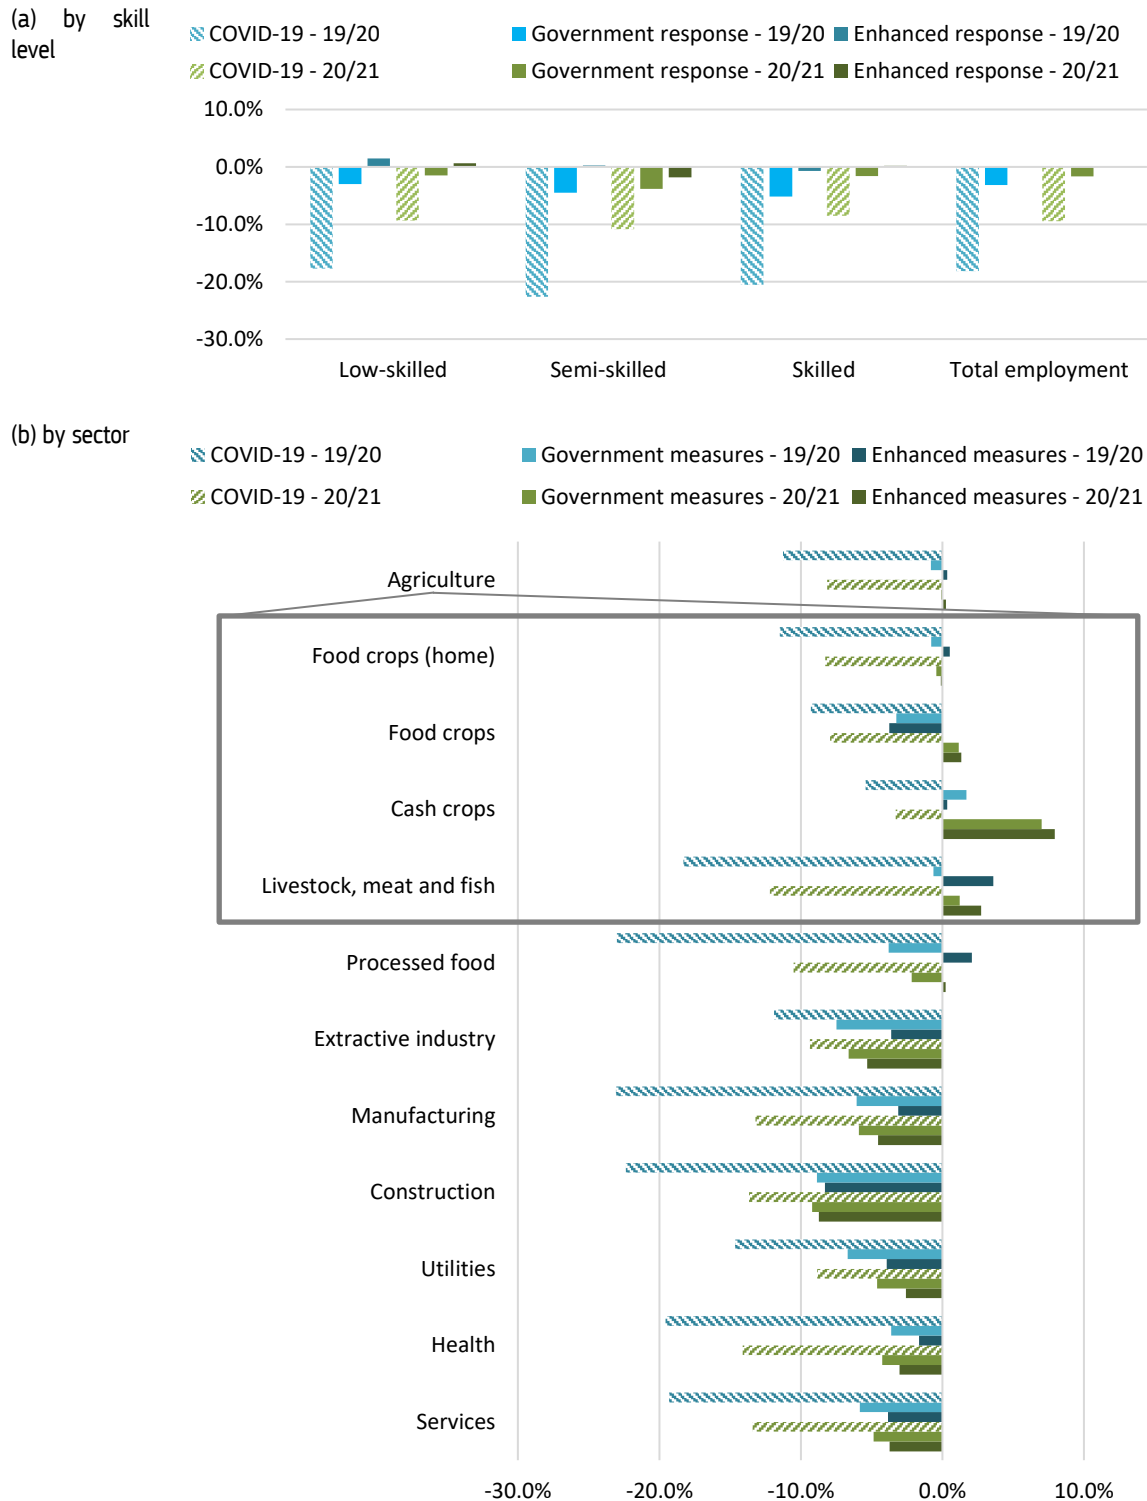 (a) by skill
level
COVID-19 - 19/20 Government response - 19/20 Enhanced response - 19/20
COVID-19 - 20/21 Government response - 20/21 Enhanced response - 20/21
10.0%
0.0%
-10.0%
-20.0%
-30.0%
Low-skilled Semi-skilled Skilled Total employment
(b) by sector
COVID-19 - 19/20 Government measures - 19/20 Enhanced measures - 19/20
COVID-19 - 20/21 Government measures - 20/21 Enhanced measures - 20/21
Agriculture
Food crops (home)
Food crops
Cash crops
Livestock, meat and fish
Processed food
Extractive industry
Manufacturing
Construction
Utilities
Health
Services
-30.0% -20.0% -10.0% 0.0% 10.0%